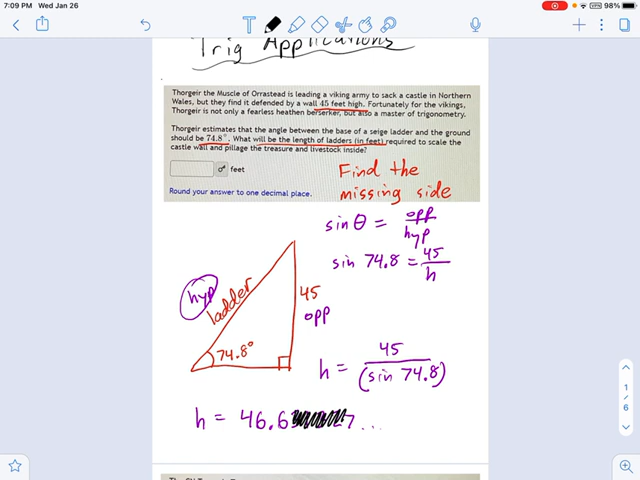 7:09 PM Wed Jan 26
98%
Trig Applications
Thorgeir the Muscle of Orrastead is leading a viking army to sack a castle in Northern
Wales, but they find it defended by a wall 45 feet high. Fortunately for the vikings,
Thorgeir is not only a fearless heathen berserker, but also a master of trigonometry.
Thorgeir estimates that the angle between the base of a seige ladder and the ground
should be 74.8°. What will be the length of ladders (in feet) required to scale the
castle wall and pillage the treasure and livestock inside?
feet
Round your answer to one decimal place.
Find the
missing side
sin θ = opp/hyp
sin 74.8 = 45/h
hyp
ladder
45
opp
74.8°
h = 45/(sin 74.8)
h = 46.6 7...
1/6